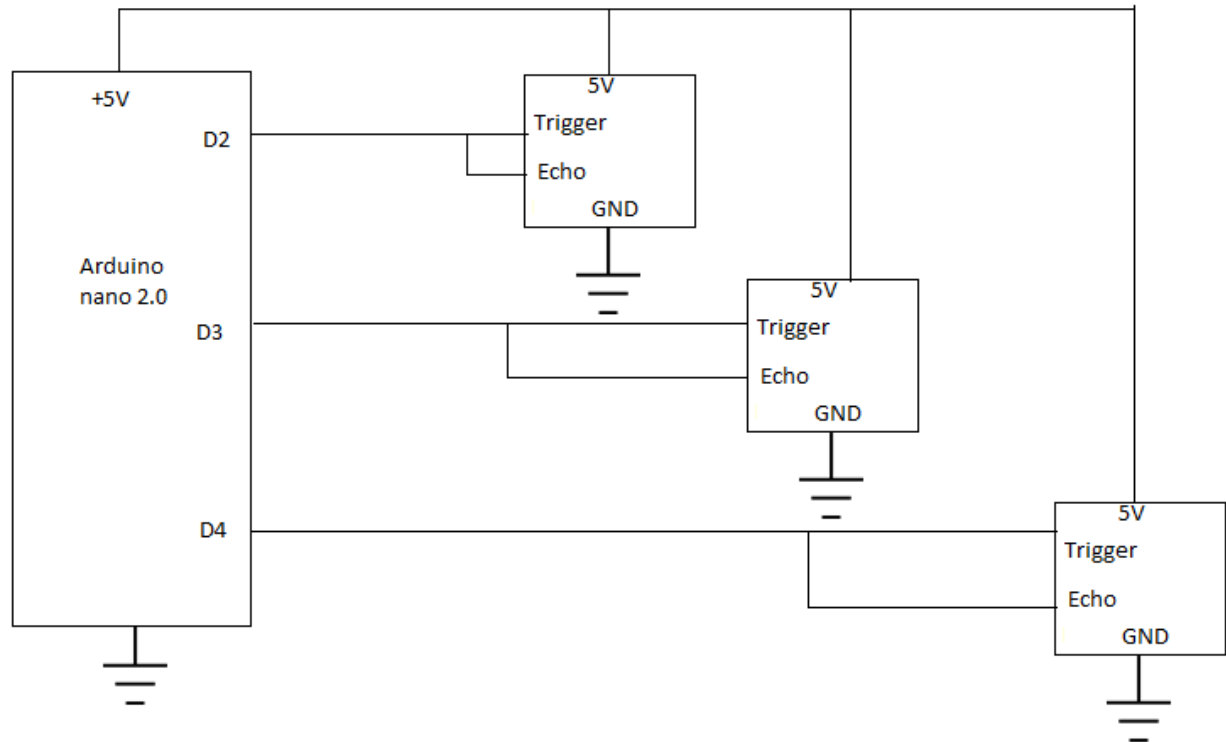 +5V
D2
Arduino
nano 2.0
D3
D4
5V
Trigger
Echo
GND
5V
Trigger
Echo
GND
5V
Trigger
Echo
GND